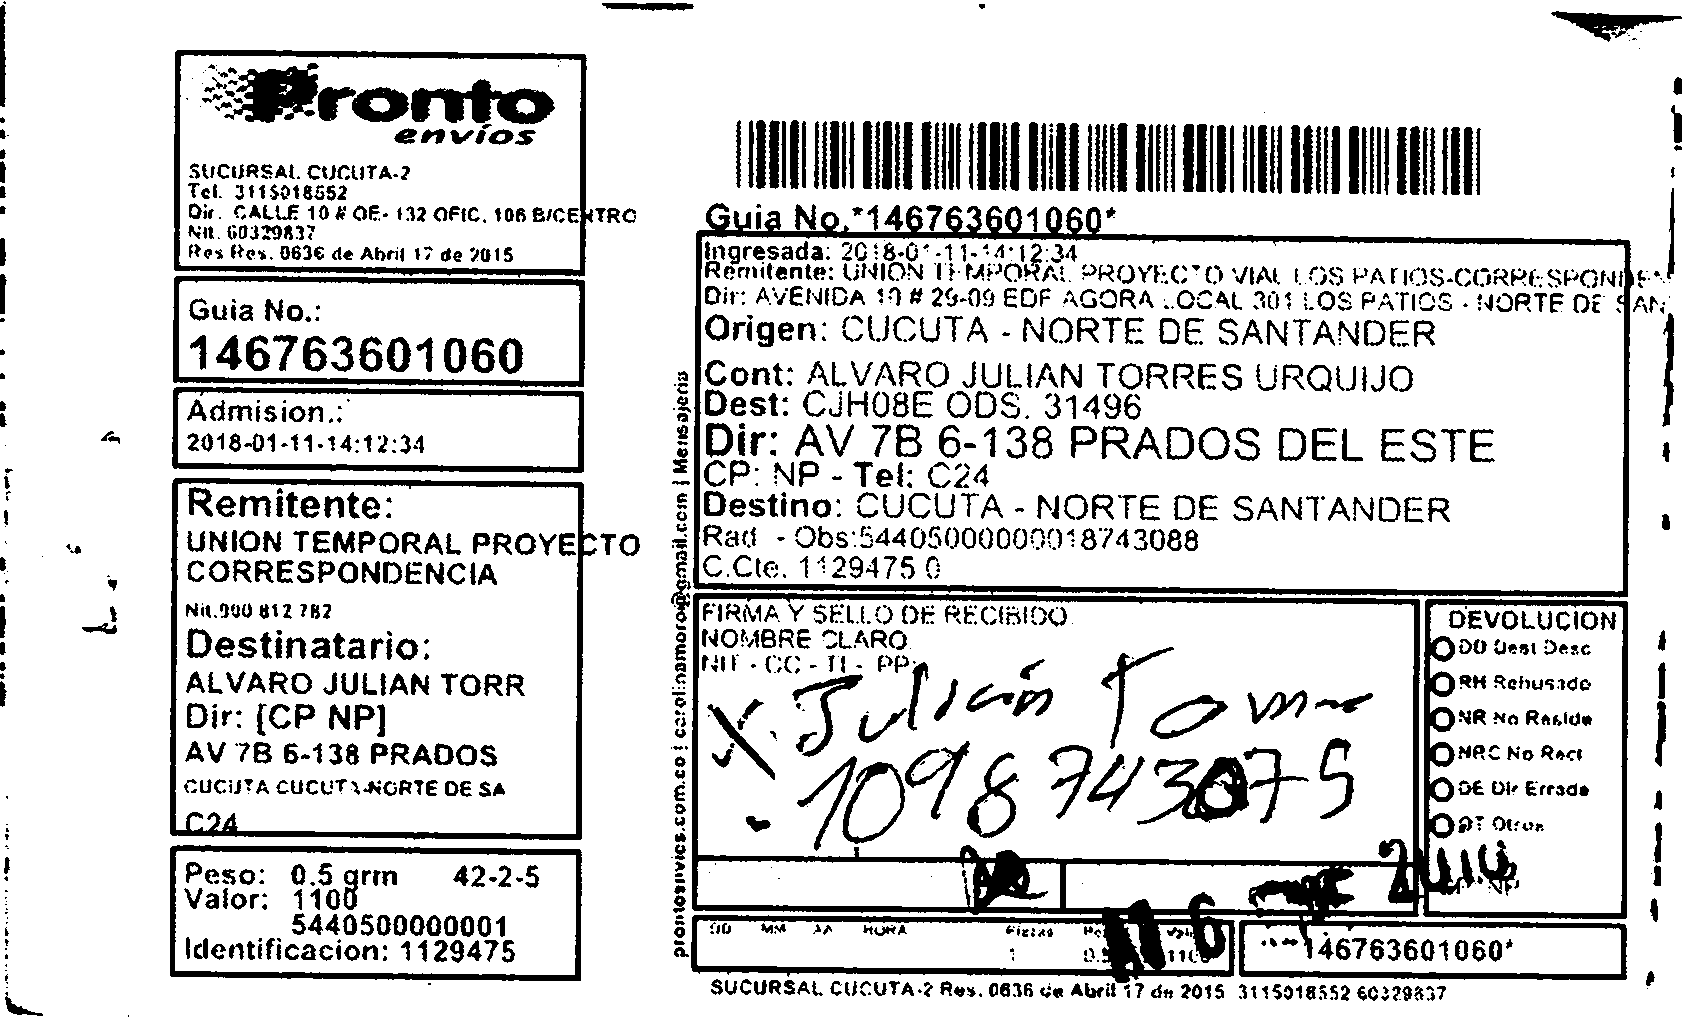 Pronto
envíos
SUCURSAL CUCUTA-2
Tel. 3115018552
Dir. CALLE 10 # OE- 132 OFIC. 106 B/CENTRO
Nit. 60329837
Res Res. 0636 de Abril 17 de 2015
Guia No.:
146763601060
Admision.:
2018-01-11-14:12:34
Remitente:
UNION TEMPORAL PROYECTO
CORRESPONDENCIA
Nit.900 812 782
Destinatario:
ALVARO JULIAN TORR
Dir: [CP NP]
AV 7B 6-138 PRADOS
CUCUTA CUCUTA-NORTE DE SA
C24
Peso: 0.5 grm 42-2-5
Valor: 1100
5440500000001
Identificacion: 1129475
prontoenvios.com.co | carolinamoro@gmail.com | Mensajeria
Guia No.*146763601060*
Ingresada: 2018-01-11-14:12:34
Remitente: UNION TEMPORAL PROYECTO VIAL LOS PATIOS-CORRESPONDEN
Dir: AVENIDA 10 # 29-09 EDF AGORA LOCAL 301 LOS PATIOS - NORTE DE SAN
Origen: CUCUTA - NORTE DE SANTANDER
Cont: ALVARO JULIAN TORRES URQUIJO
Dest: CJH08E ODS. 31496
Dir: AV 7B 6-138 PRADOS DEL ESTE
CP: NP - Tel: C24
Destino: CUCUTA - NORTE DE SANTANDER
Rad - Obs:544050000000018743088
C.Cte. 1129475 0
FIRMA Y SELLO DE RECIBIDO
NOMBRE CLARO
NIT - CC - TI - PP:
Julián
1098743075
DEVOLUCION
DD Dest Desc
RH Rehusado
NR No Reside
NRC No Recl
DE Dir Errada
OT Otros
DD MM AA HORA Piezas
1
146763601060*
SUCURSAL CUCUTA-2 Res. 0636 de Abril 17 de 2015 3115018552 60329837